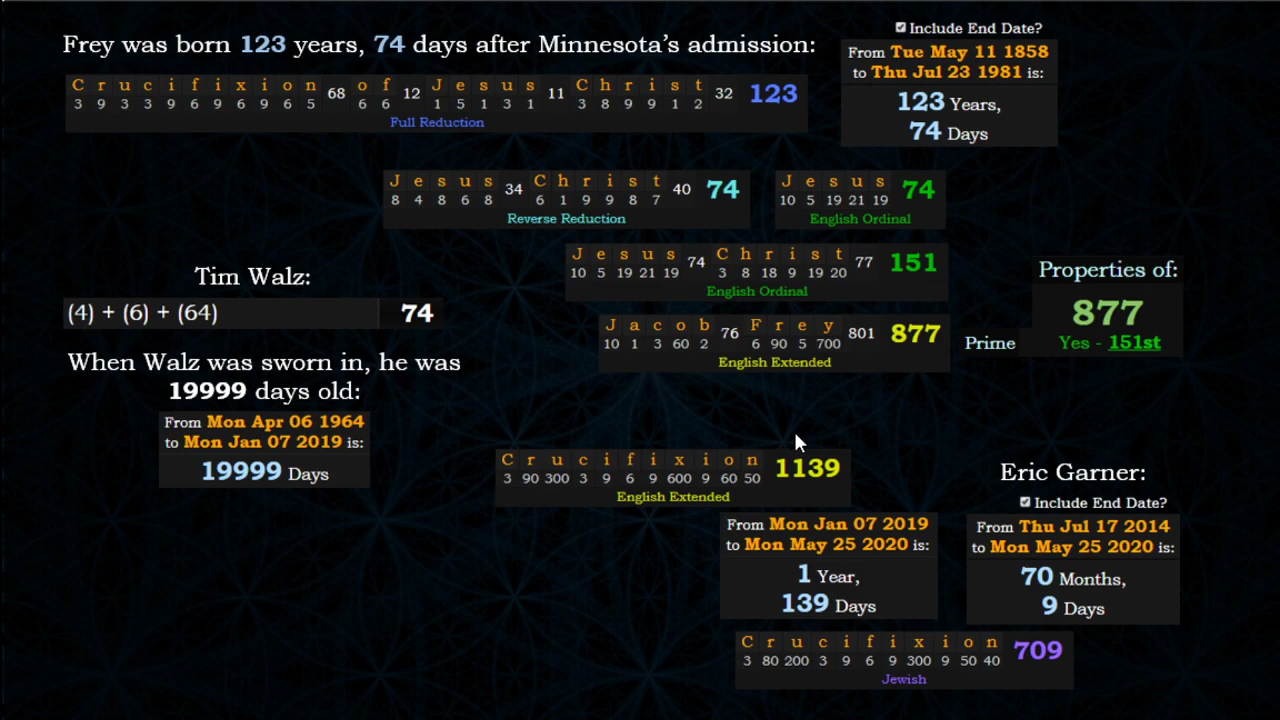 Frey was born 123 years, 74 days after Minnesota's admission:
Include End Date?
From Tue May 11 1858
to Thu Jul 23 1981 is:
123 Years,
74 Days
C r u c i f i x i o n 68 o f 12 J e s u s 11 C h r i s t 32 123
3 9 3 3 9 6 9 6 9 6 5 6 6 1 5 1 3 1 3 8 9 9 1 2
Full Reduction
J e s u s 34 C h r i s t 40 74
8 4 8 6 8 6 1 9 9 8 7
Reverse Reduction
J e s u s 74
10 5 19 21 19
English Ordinal
J e s u s 74 C h r i s t 77 151
10 5 19 21 19 3 8 18 9 19 20
English Ordinal
Tim Walz:
(4) + (6) + (64) 74
J a c o b 76 F r e y 801 877
10 1 3 60 2 6 90 5 700
English Extended
Properties of:
877
Prime Yes - 151st
When Walz was sworn in, he was
19999 days old:
From Mon Apr 06 1964
to Mon Jan 07 2019 is:
19999 Days
C r u c i f i x i o n 1139
3 90 300 3 9 6 9 600 9 60 50
English Extended
From Mon Jan 07 2019
to Mon May 25 2020 is:
1 Year,
139 Days
Eric Garner:
Include End Date?
From Thu Jul 17 2014
to Mon May 25 2020 is:
70 Months,
9 Days
C r u c i f i x i o n 709
3 80 200 3 9 6 9 300 9 50 40
Jewish